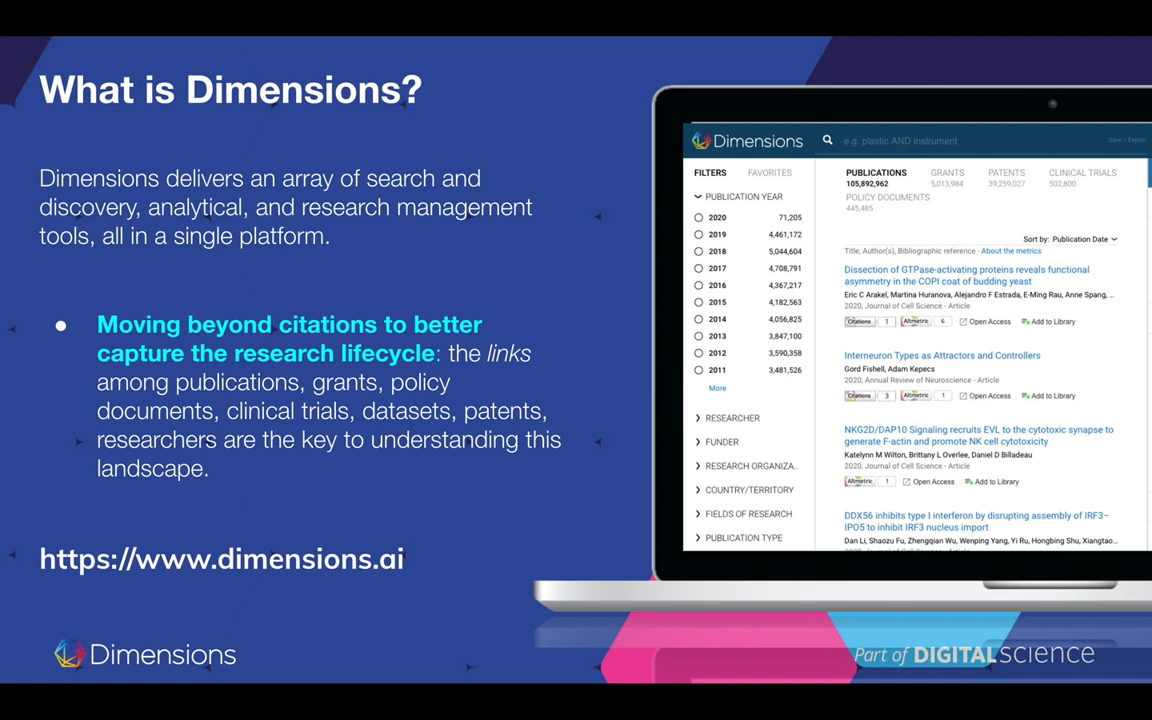 What is Dimensions?
Dimensions delivers an array of search and
discovery, analytical, and research management
tools, all in a single platform.
● Moving beyond citations to better
capture the research lifecycle: the links
among publications, grants, policy
documents, clinical trials, datasets, patents,
researchers are the key to understanding this
landscape.
https://www.dimensions.ai
Dimensions
Dimensions
e.g. plastic AND instrument
Save / Export
FILTERS FAVORITES
PUBLICATION YEAR
2020 71,205
2019 4,461,172
2018 5,044,604
2017 4,708,791
2016 4,367,217
2015 4,182,563
2014 4,056,825
2013 3,847,100
2012 3,590,358
2011 3,481,526
More
RESEARCHER
FUNDER
RESEARCH ORGANIZA...
COUNTRY/TERRITORY
FIELDS OF RESEARCH
PUBLICATION TYPE
PUBLICATIONS GRANTS PATENTS CLINICAL TRIALS
105,892,962 5,013,984 39,259,027 502,800
POLICY DOCUMENTS
445,485
Sort by: Publication Date
Title, Author(s), Bibliographic reference - About the metrics
Dissection of GTPase-activating proteins reveals functional
asymmetry in the COPI coat of budding yeast
Eric C Arakel, Martina Huranova, Alejandro F Estrada, E-Ming Rau, Anne Spang, ...
2020, Journal of Cell Science - Article
Citations 1 Altmetric 6 Open Access Add to Library
Interneuron Types as Attractors and Controllers
Gord Fishell, Adam Kepecs
2020, Annual Review of Neuroscience - Article
Citations 3 Altmetric 1 Open Access Add to Library
NKG2D/DAP10 Signaling recruits EVL to the cytotoxic synapse to
generate F-actin and promote NK cell cytotoxicity
Katelynn M Wilton, Brittany L Overlee, Daniel D Billadeau
2020, Journal of Cell Science - Article
Altmetric 1 Open Access Add to Library
DDX56 inhibits type I interferon by disrupting assembly of IRF3–
IPO5 to inhibit IRF3 nucleus import
Dan Li, Shaozu Fu, Zhengqian Wu, Wenping Yang, Yi Ru, Hongbing Shu, Xiangtao...
Part of DIGITALSCIENCE